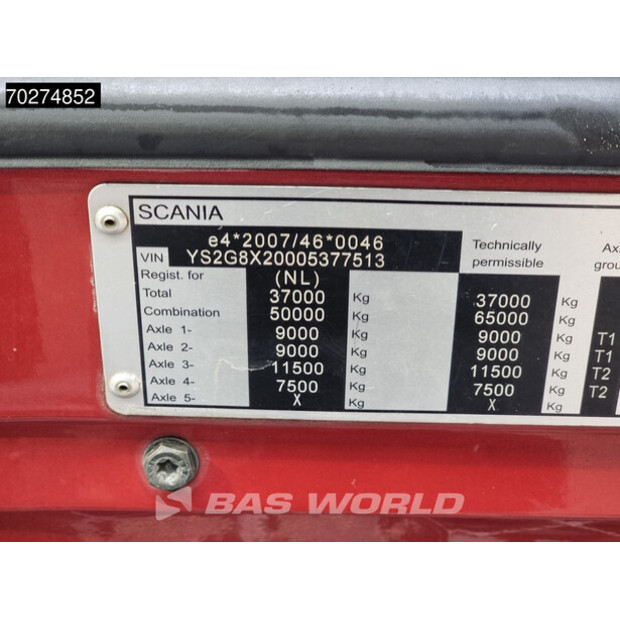 70274852
SCANIA
e4*2007/46*0046
VIN YS2G8X20005377513 Technically permissible
Regist. for (NL)
Total 37000 Kg 37000 Kg
Combination 50000 Kg 65000 Kg
Axle 1- 9000 Kg 9000 Kg T1
Axle 2- 9000 Kg 9000 Kg T1
Axle 3- 11500 Kg 11500 Kg T2
Axle 4- 7500 Kg 7500 Kg T2
Axle 5- X Kg X Kg
BAS WORLD